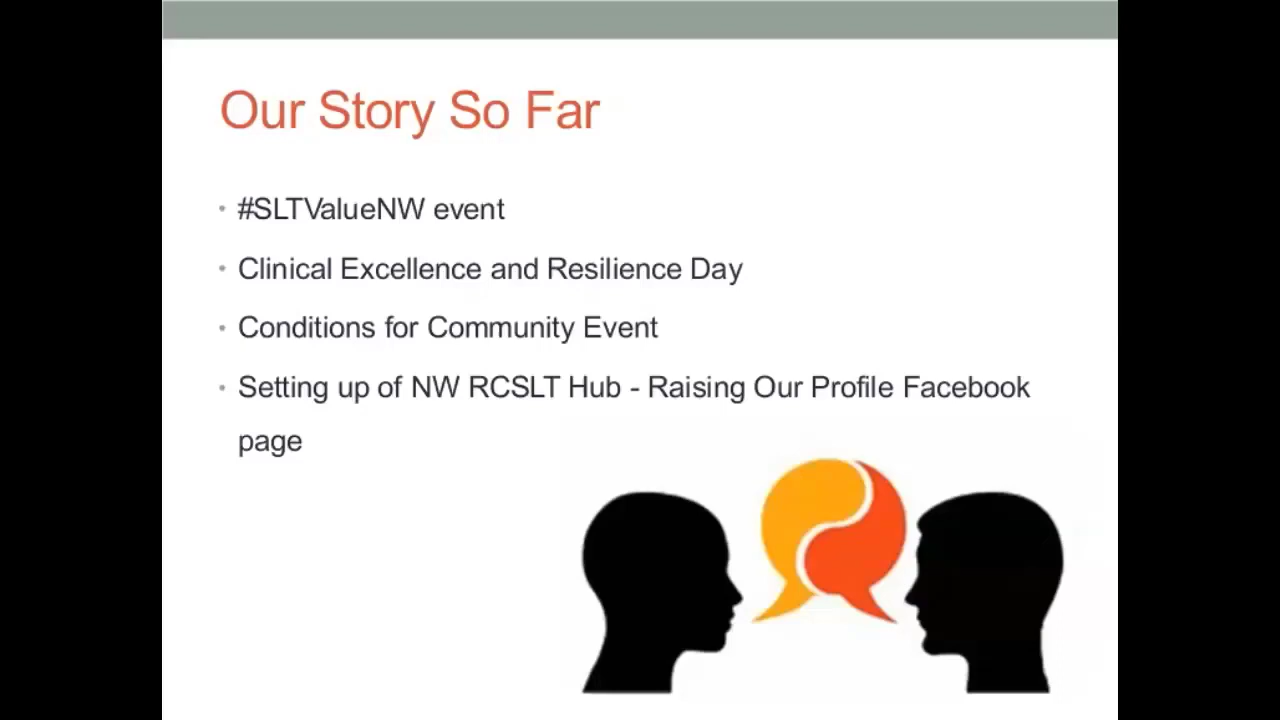 Our Story So Far
• #SLTValueNW event
• Clinical Excellence and Resilience Day
• Conditions for Community Event
• Setting up of NW RCSLT Hub - Raising Our Profile Facebook
page